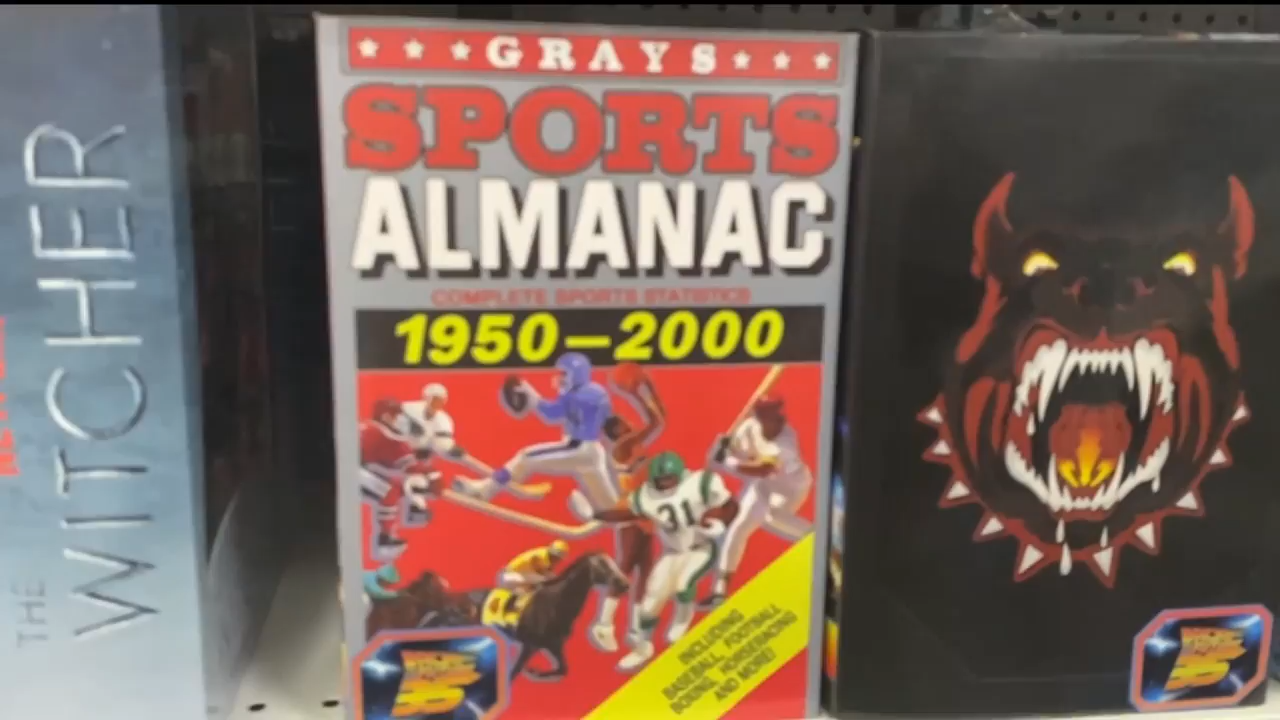 THE
WITCHER
GRAYS
SPORTS
ALMANAC
COMPLETE SPORTS STATISTICS
1950–2000
31
INCLUDING
BASEBALL, FOOTBALL
BOXING, HORSERACING
AND MORE!